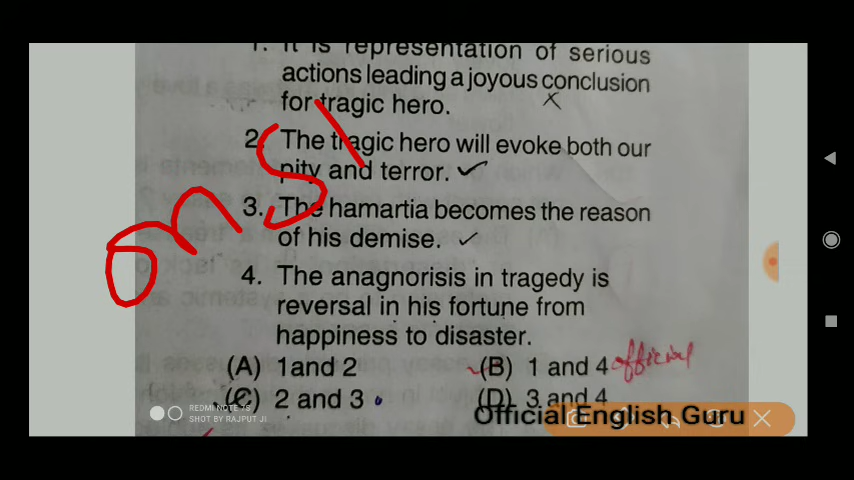 1. It is representation of serious
actions leading a joyous conclusion
for tragic hero.
2. The tragic hero will evoke both our
pity and terror.
3. The hamartia becomes the reason
of his demise.
4. The anagnorisis in tragedy is
reversal in his fortune from
happiness to disaster.
(A) 1and 2 (B) 1 and 4 official
(C) 2 and 3 (D) 3 and 4
REDMI NOTE 7S
SHOT BY RAJPUT JI
Official English Guru